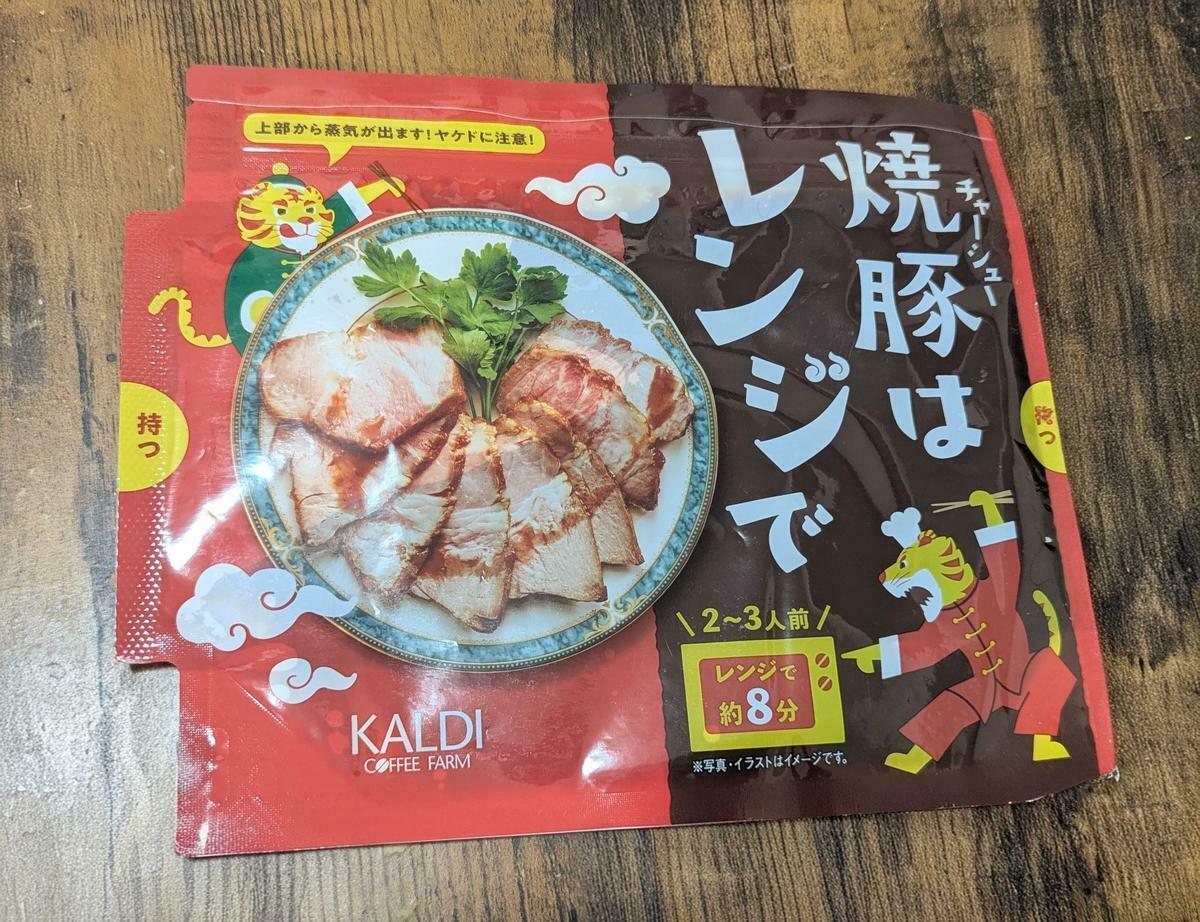 上部から蒸気が出ます!ヤケドに注意!
焼豚は
チャーシュー
レンジで
持つ
持つ
\2~3人前/
レンジで
約8分
※写真・イラストはイメージです。
KALDI
COFFEE FARM